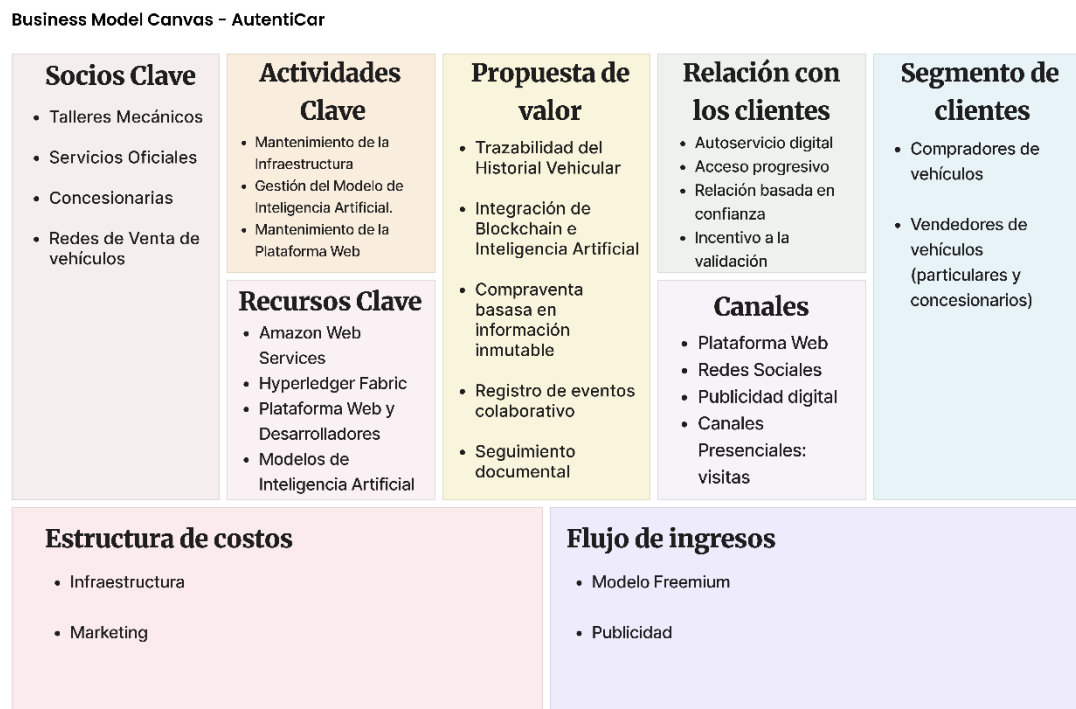 Business Model Canvas - AutentiCar
Socios Clave
• Talleres Mecánicos
• Servicios Oficiales
• Concesionarias
• Redes de Venta de
vehículos
Actividades
Clave
• Mantenimiento de la
Infraestructura
• Gestión del Modelo de
Inteligencia Artificial.
• Mantenimiento de la
Plataforma Web
Recursos Clave
• Amazon Web
Services
• Hyperledger Fabric
• Plataforma Web y
Desarrolladores
• Modelos de
Inteligencia Artificial
Propuesta de
valor
• Trazabilidad del
Historial Vehicular
• Integración de
Blockchain e
Inteligencia Artificial
• Compraventa
basasa en
información
inmutable
• Registro de eventos
colaborativo
• Seguimiento
documental
Relación con
los clientes
• Autoservicio digital
• Acceso progresivo
• Relación basada en
confianza
• Incentivo a la
validación
Canales
• Plataforma Web
• Redes Sociales
• Publicidad digital
• Canales
Presenciales:
visitas
Segmento de
clientes
• Compradores de
vehículos
• Vendedores de
vehículos
(particulares y
concesionarios)
Estructura de costos
• Infraestructura
• Marketing
Flujo de ingresos
• Modelo Freemium
• Publicidad